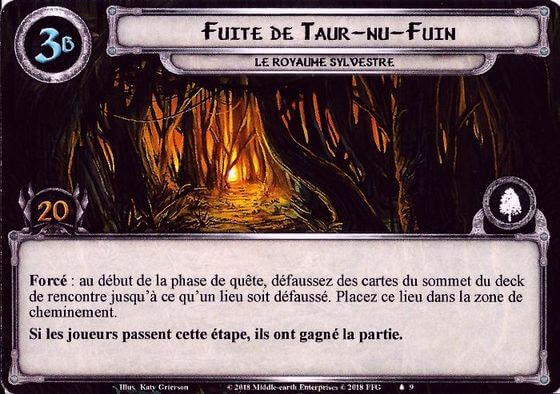 3B
FUITE DE TAUR-NU-FUIN
LE ROYAUME SYLVESTRE
20
Forcé : au début de la phase de quête, défaussez des cartes du sommet du deck
de rencontre jusqu'à ce qu'un lieu soit défaussé. Placez ce lieu dans la zone de
cheminement.
Si les joueurs passent cette étape, ils ont gagné la partie.
Illus. Katy Grierson © 2018 Middle-earth Enterprises © 2018 FFG 9